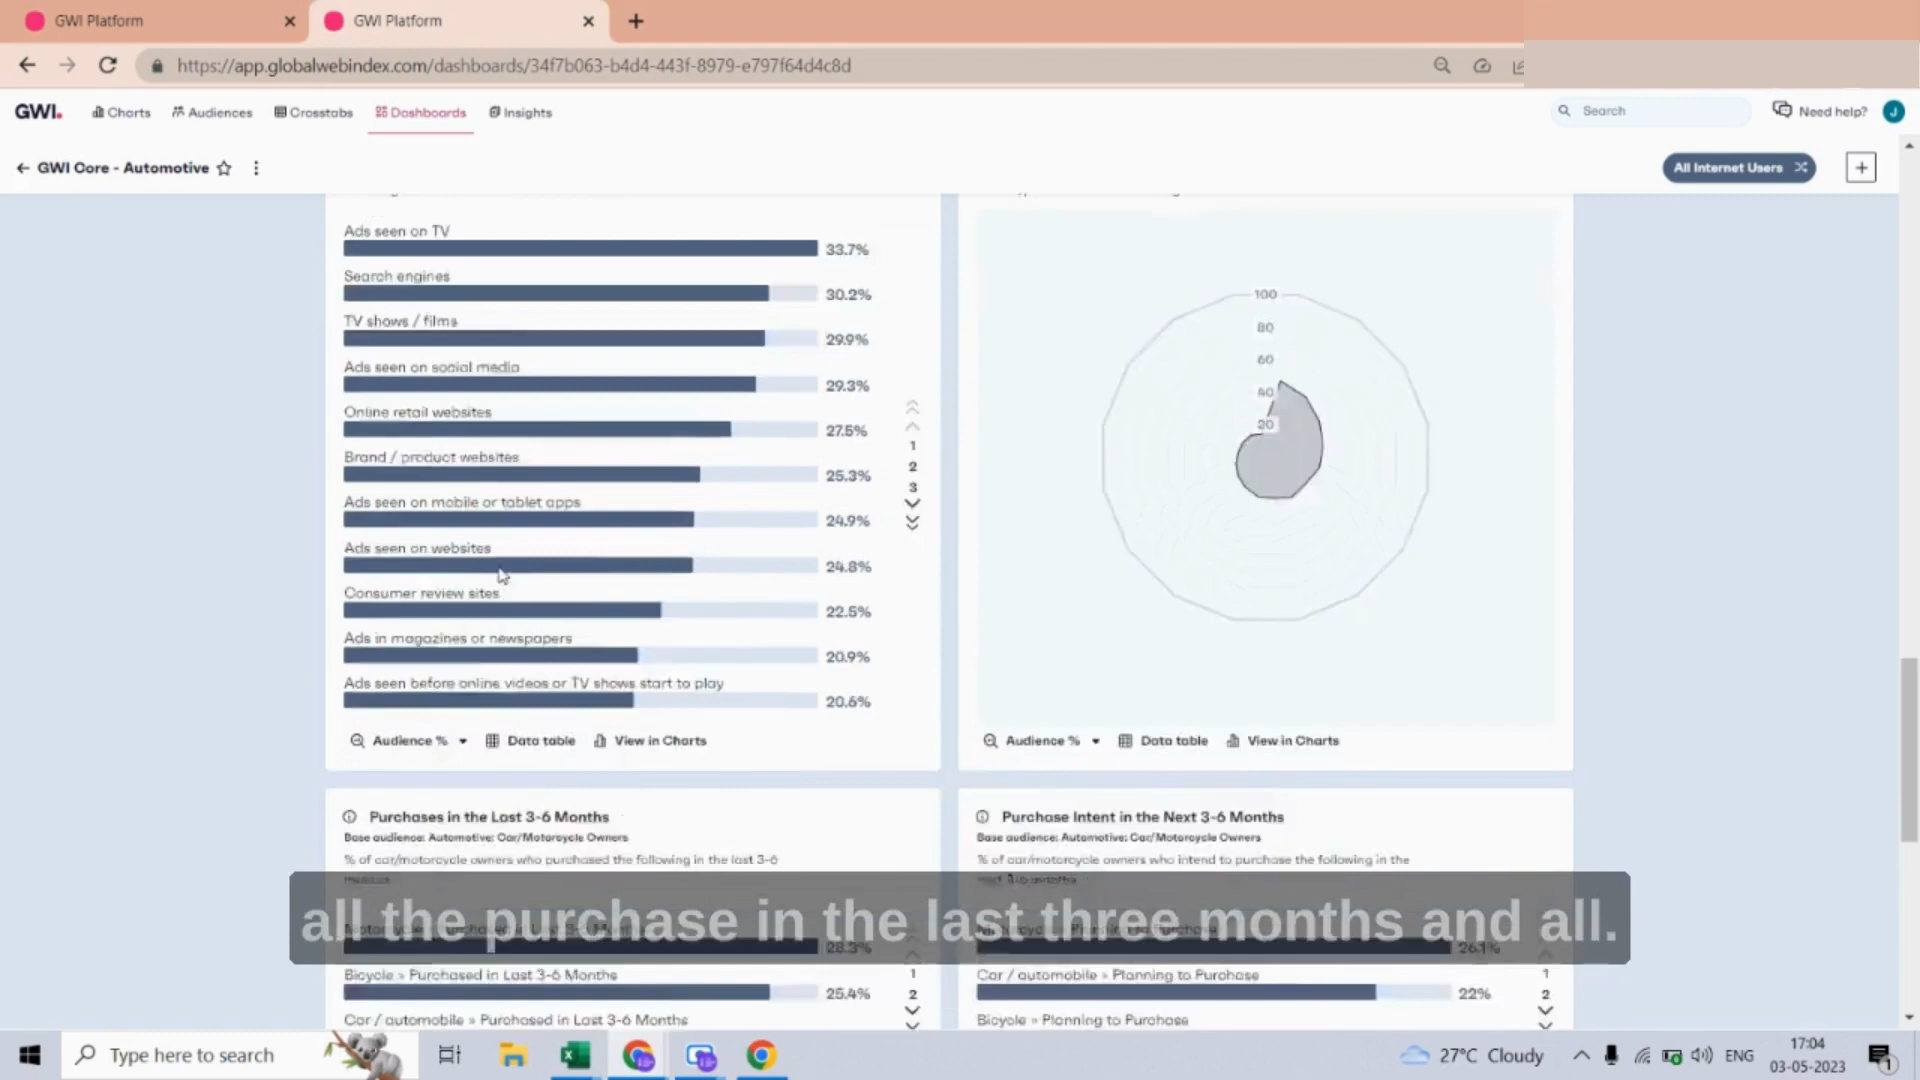 GWI Platform
GWI Platform
https://app.globalwebindex.com/dashboards/34f7b063-b4d4-443f-8979-e797f64d4c8d
GWI.
Charts
Audiences
Crosstabs
Dashboards
Insights
Search
Need help?
J
GWI Core - Automotive
All Internet Users
Ads seen on TV
33.7%
Search engines
30.2%
TV shows / films
29.9%
Ads seen on social media
29.3%
Online retail websites
27.5%
Brand / product websites
25.3%
Ads seen on mobile or tablet apps
24.9%
Ads seen on websites
24.8%
Consumer review sites
22.5%
Ads in magazines or newspapers
20.9%
Ads seen before online videos or TV shows start to play
20.6%
1
2
3
Audience %
Data table
View in Charts
100
80
60
40
20
Audience %
Data table
View in Charts
Purchases in the Last 3-6 Months
Base audience: Automotive: Car/Motorcycle Owners
% of car/motorcycle owners who purchased the following in the last 3-6
28.3%
Bicycle » Purchased in Last 3-6 Months
25.4%
Car / automobile » Purchased in Last 3-6 Months
1
2
Purchase Intent in the Next 3-6 Months
Base audience: Automotive: Car/Motorcycle Owners
% of car/motorcycle owners who intend to purchase the following in the
26.1%
Car / automobile » Planning to Purchase
22%
Bicycle » Planning to Purchase
1
2
all the purchase in the last three months and all.
Type here to search
27°C Cloudy
ENG
17:04
03-05-2023
1